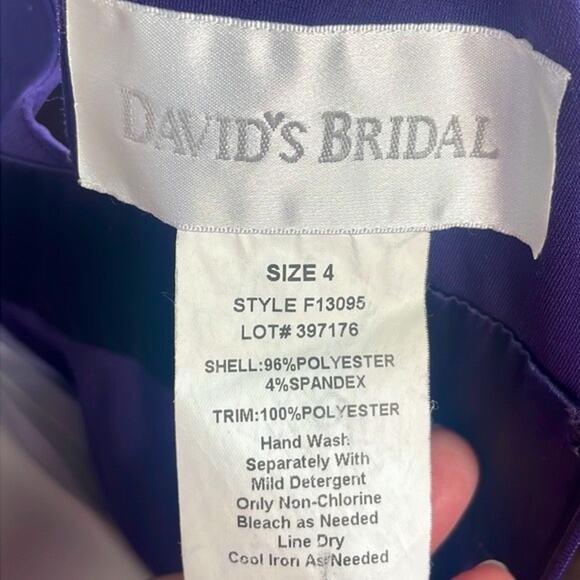 DAVID'S BRIDAL
SIZE 4
STYLE F13095
LOT# 397176
SHELL:96%POLYESTER
4%SPANDEX
TRIM:100%POLYESTER
Hand Wash
Separately With
Mild Detergent
Only Non-Chlorine
Bleach as Needed
Line Dry
Cool Iron As Needed